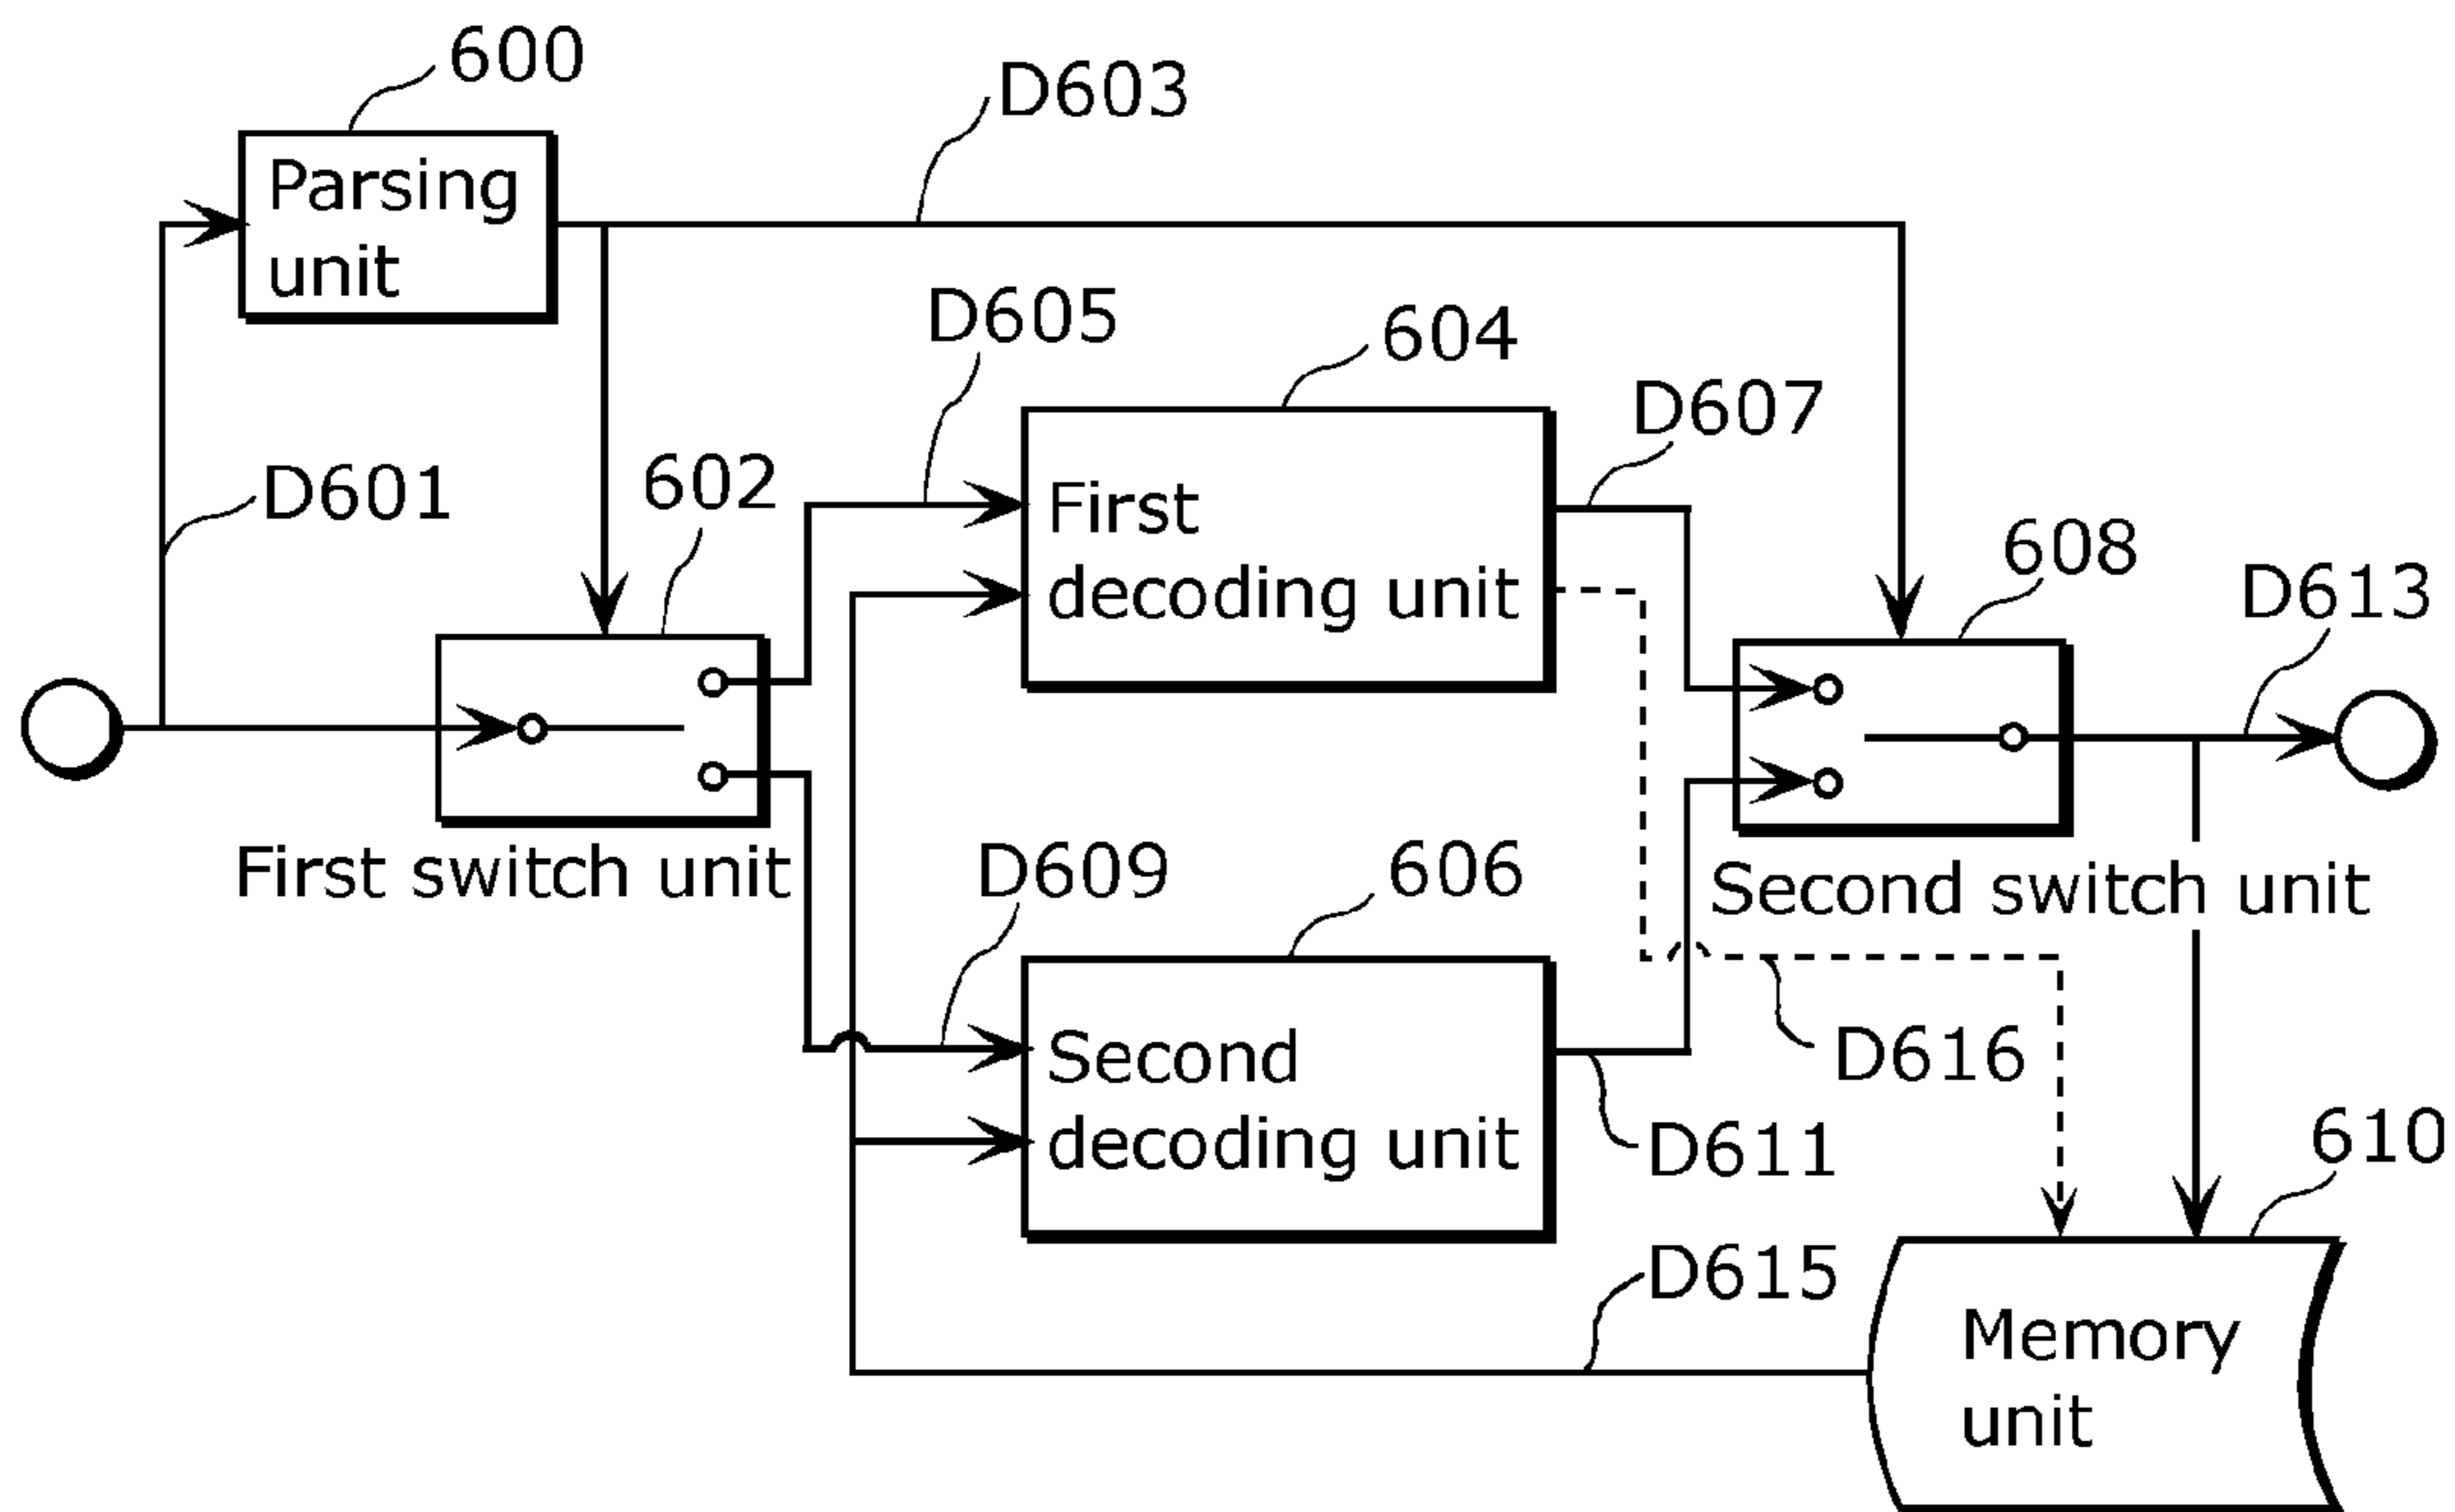 600
D603
Parsing
unit
D605
604
D607
D601
602
First
decoding unit
608
D613
First switch unit
D609
606
Second switch unit
Second
decoding unit
D616
D611
610
D615
Memory
unit